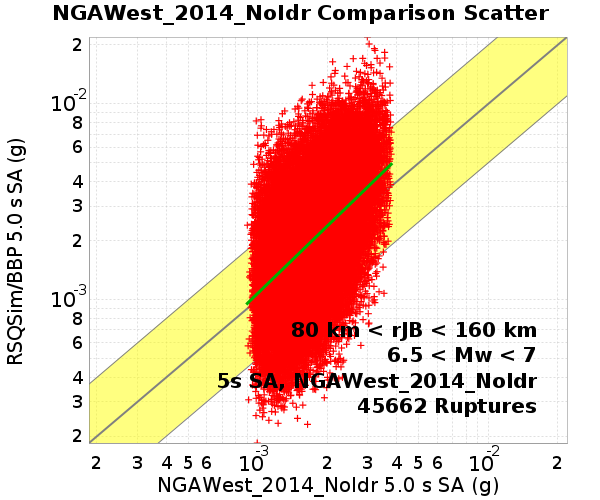 NGAWest_2014_NoIdr Comparison Scatter
RSQSim/BBP 5.0 s SA (g)
2
10-2
8
6
4
3
2
10-3
8
6
4
3
2
80 km < rJB < 160 km
6.5 < Mw < 7
5s SA, NGAWest_2014_NoIdr
45662 Ruptures
2 3 4 5 6 10-3 2 3 4 5 6 10-2 2
NGAWest_2014_NoIdr 5.0 s SA (g)